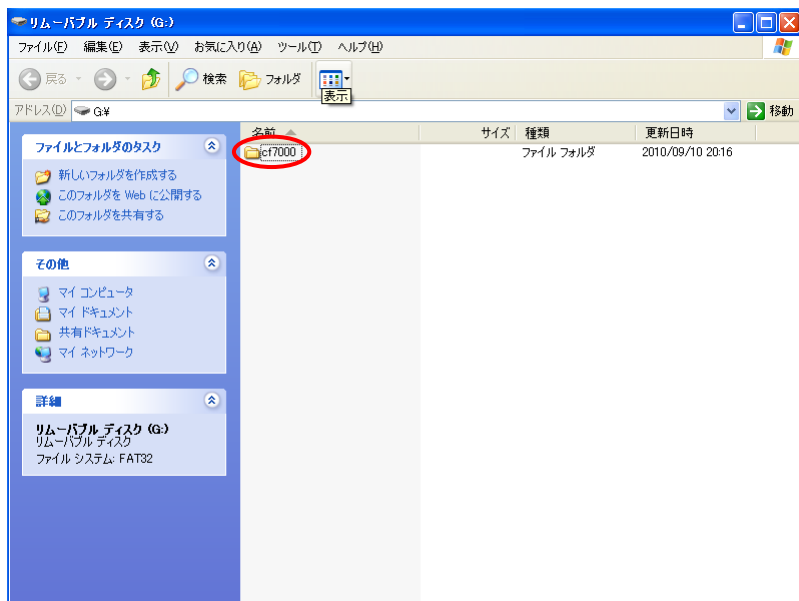 リムーバブル ディスク (G:)
ファイル(F) 編集(E) 表示(V) お気に入り(A) ツール(T) ヘルプ(H)
戻る 検索 フォルダ
表示
アドレス(D) G:¥ 移動
名前 サイズ 種類 更新日時
cf7000 ファイル フォルダ 2010/09/10 20:16
ファイルとフォルダのタスク
新しいフォルダを作成する
このフォルダを Web に公開する
このフォルダを共有する
その他
マイ コンピュータ
マイ ドキュメント
共有ドキュメント
マイ ネットワーク
詳細
リムーバブル ディスク (G:)
リムーバブル ディスク
ファイル システム: FAT32